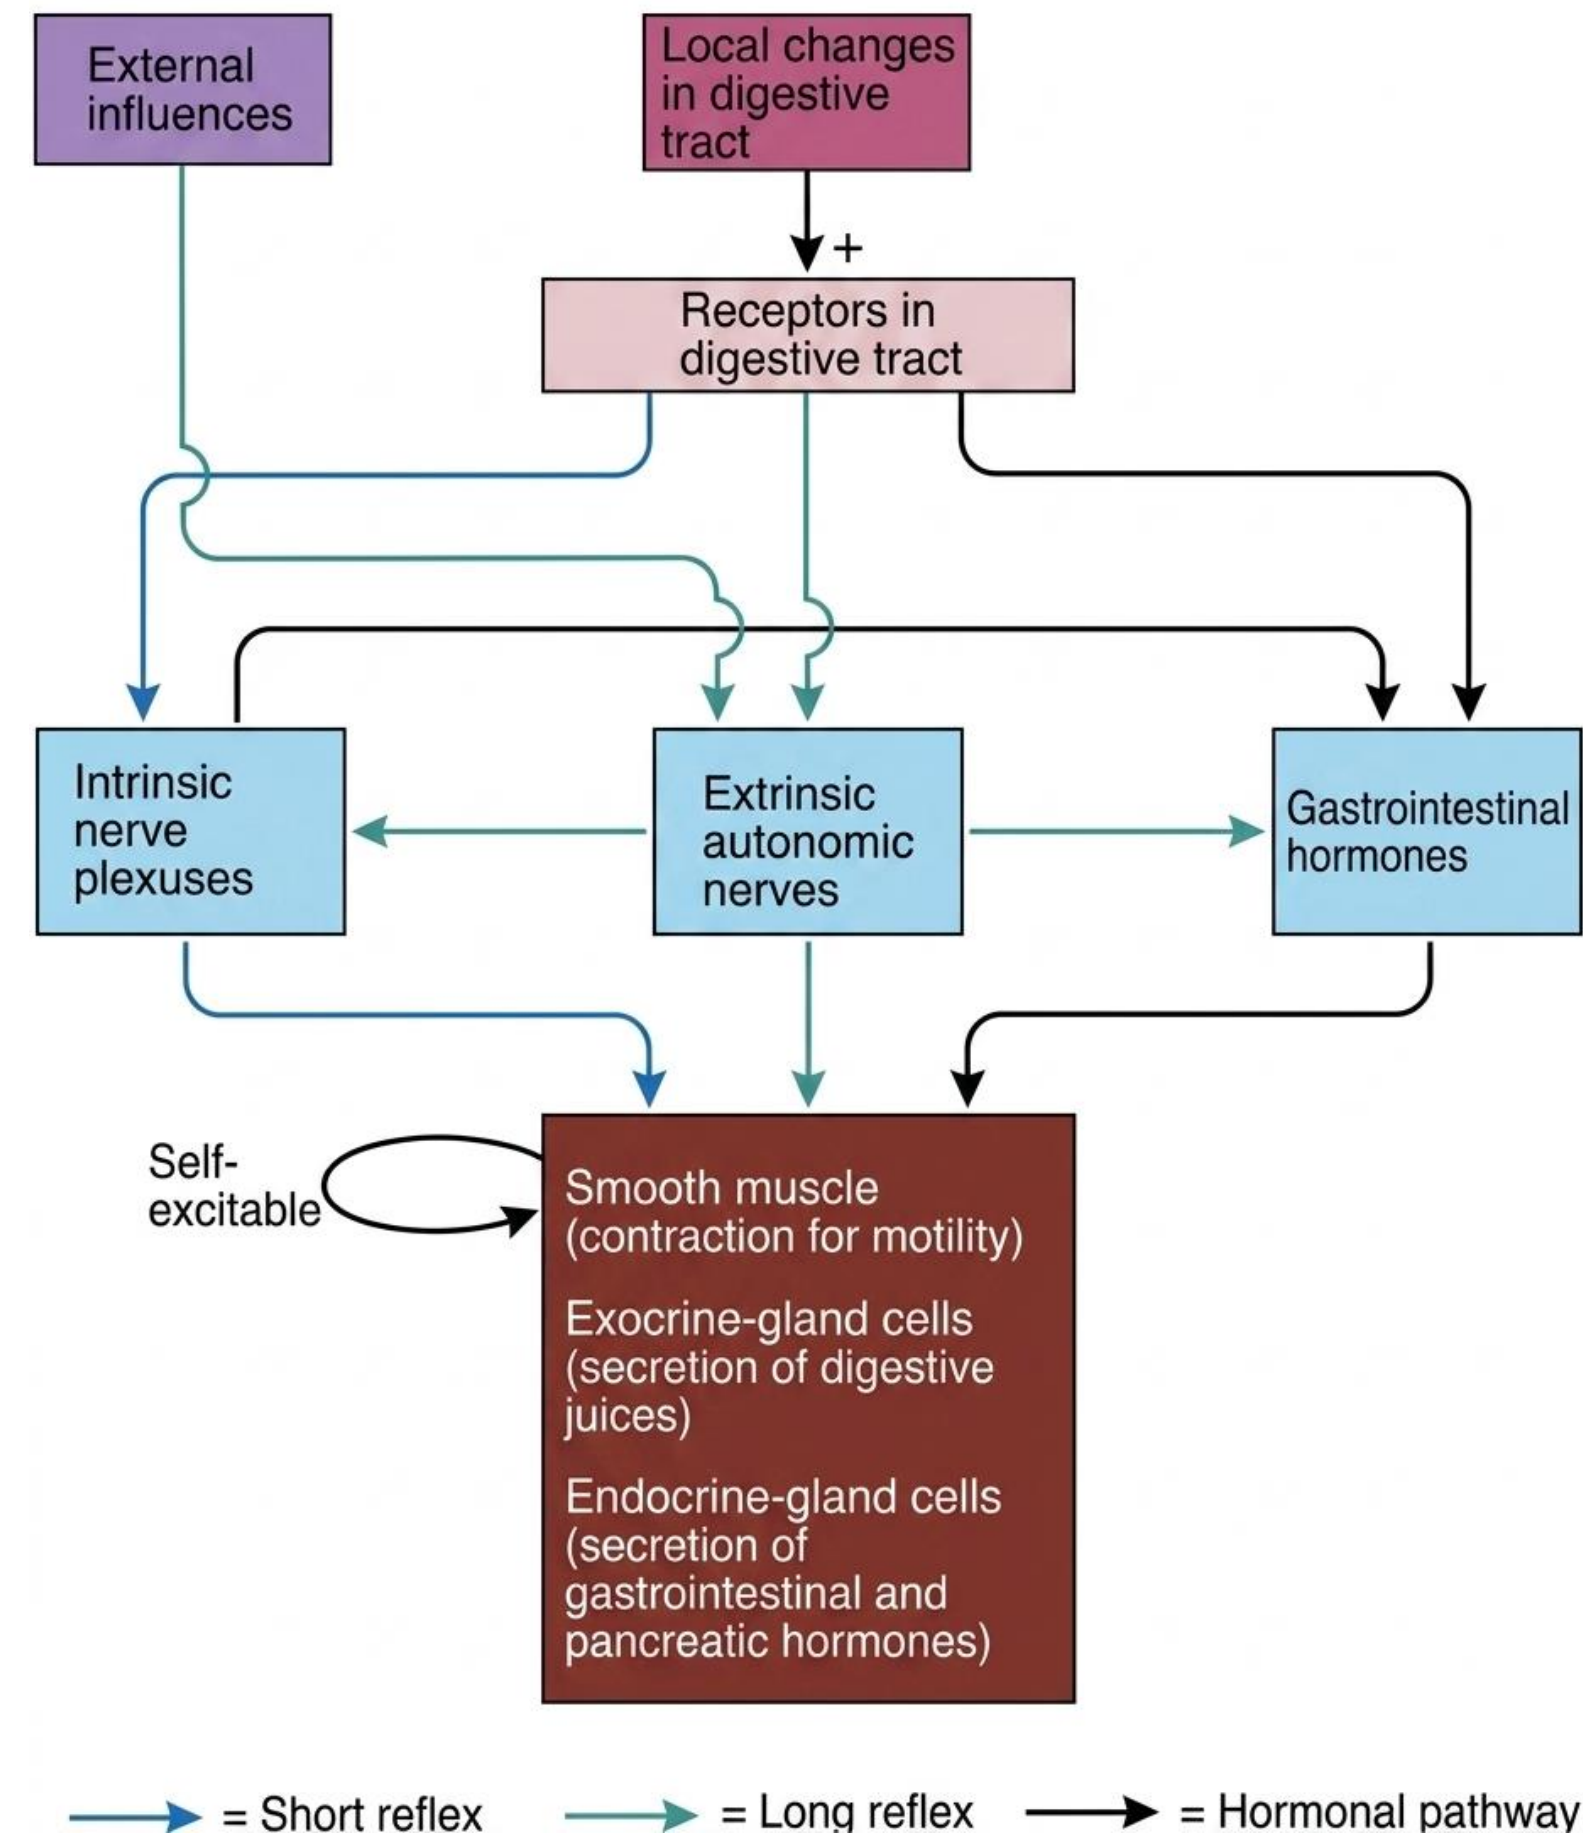 External
influences
Local changes
in digestive
tract
+
Receptors in
digestive tract
Intrinsic
nerve
plexuses
Extrinsic
autonomic
nerves
Gastrointestinal
hormones
Self-
excitable
Smooth muscle
(contraction for motility)
Exocrine-gland cells
(secretion of digestive
juices)
Endocrine-gland cells
(secretion of
gastrointestinal and
pancreatic hormones)
= Short reflex
= Long reflex
= Hormonal pathway